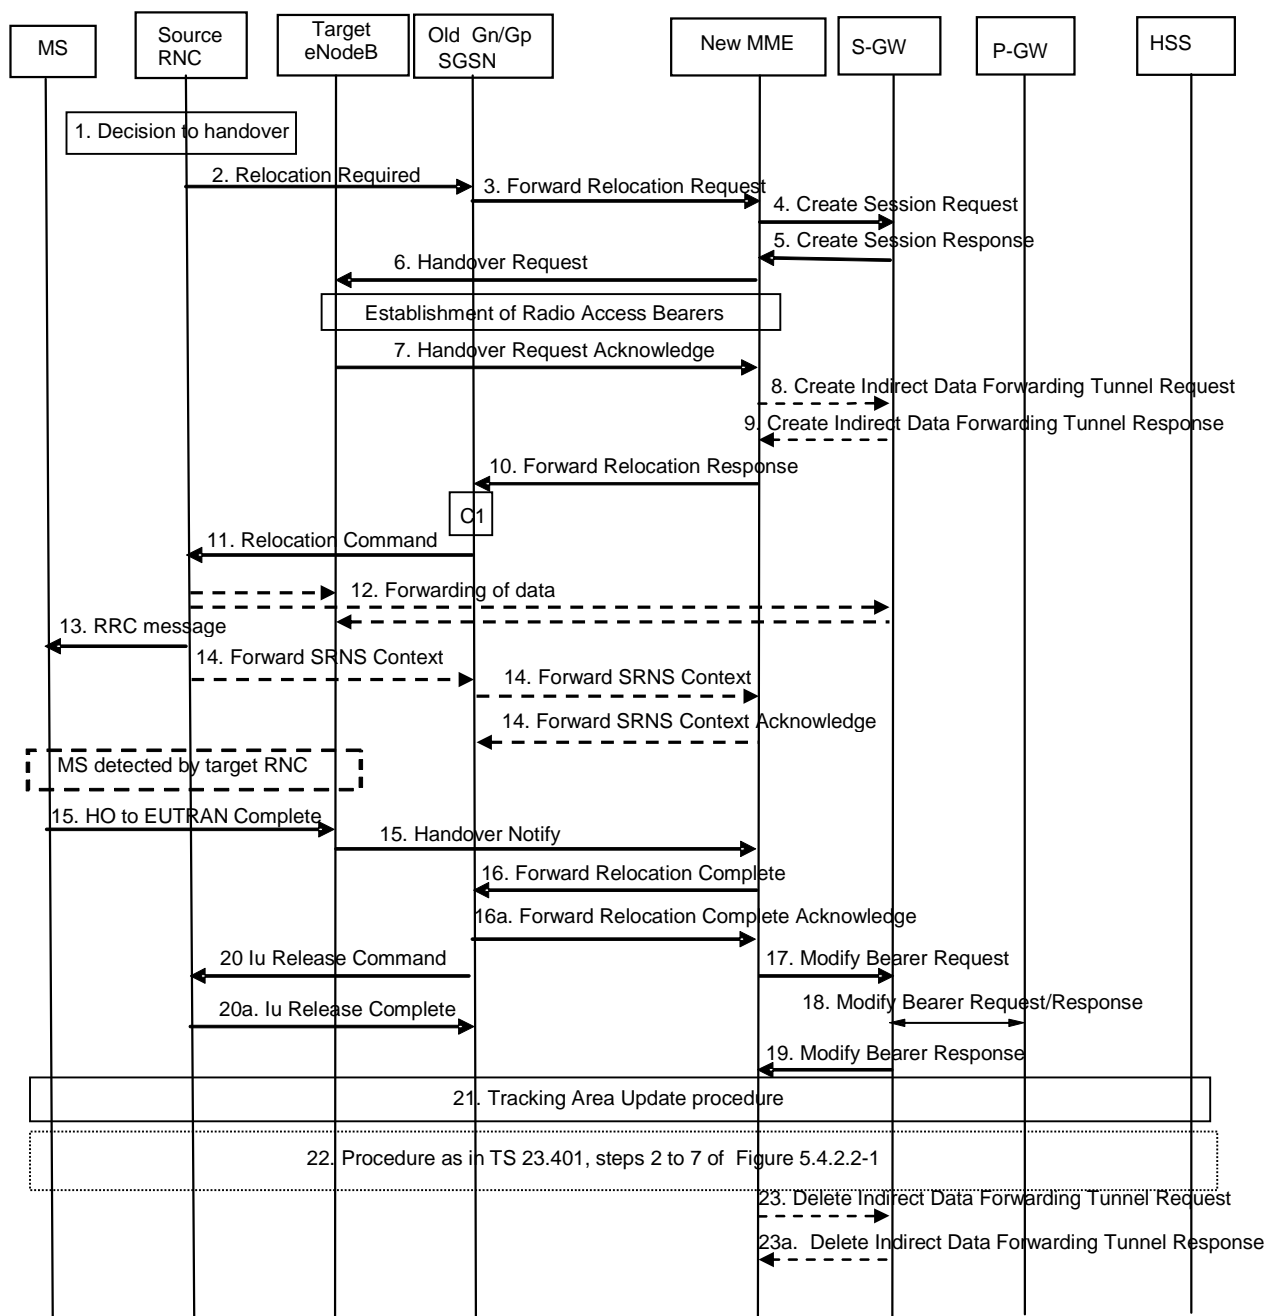 MS
Source
RNC
Target
eNodeB
Old Gn/Gp
SGSN
New MME
S-GW
P-GW
HSS
1. Decision to handover
2. Relocation Required
3. Forward Relocation Request
4. Create Session Request
5. Create Session Response
6. Handover Request
Establishment of Radio Access Bearers
7. Handover Request Acknowledge
8. Create Indirect Data Forwarding Tunnel Request
9. Create Indirect Data Forwarding Tunnel Response
10. Forward Relocation Response
C1
11. Relocation Command
12. Forwarding of data
13. RRC message
14. Forward SRNS Context
14. Forward SRNS Context
14. Forward SRNS Context Acknowledge
MS detected by target RNC
15. HO to EUTRAN Complete
15. Handover Notify
16. Forward Relocation Complete
16a. Forward Relocation Complete Acknowledge
20 Iu Release Command
17. Modify Bearer Request
20a. Iu Release Complete
18. Modify Bearer Request/Response
19. Modify Bearer Response
21. Tracking Area Update procedure
22. Procedure as in TS 23.401, steps 2 to 7 of Figure 5.4.2.2-1
23. Delete Indirect Data Forwarding Tunnel Request
23a. Delete Indirect Data Forwarding Tunnel Response